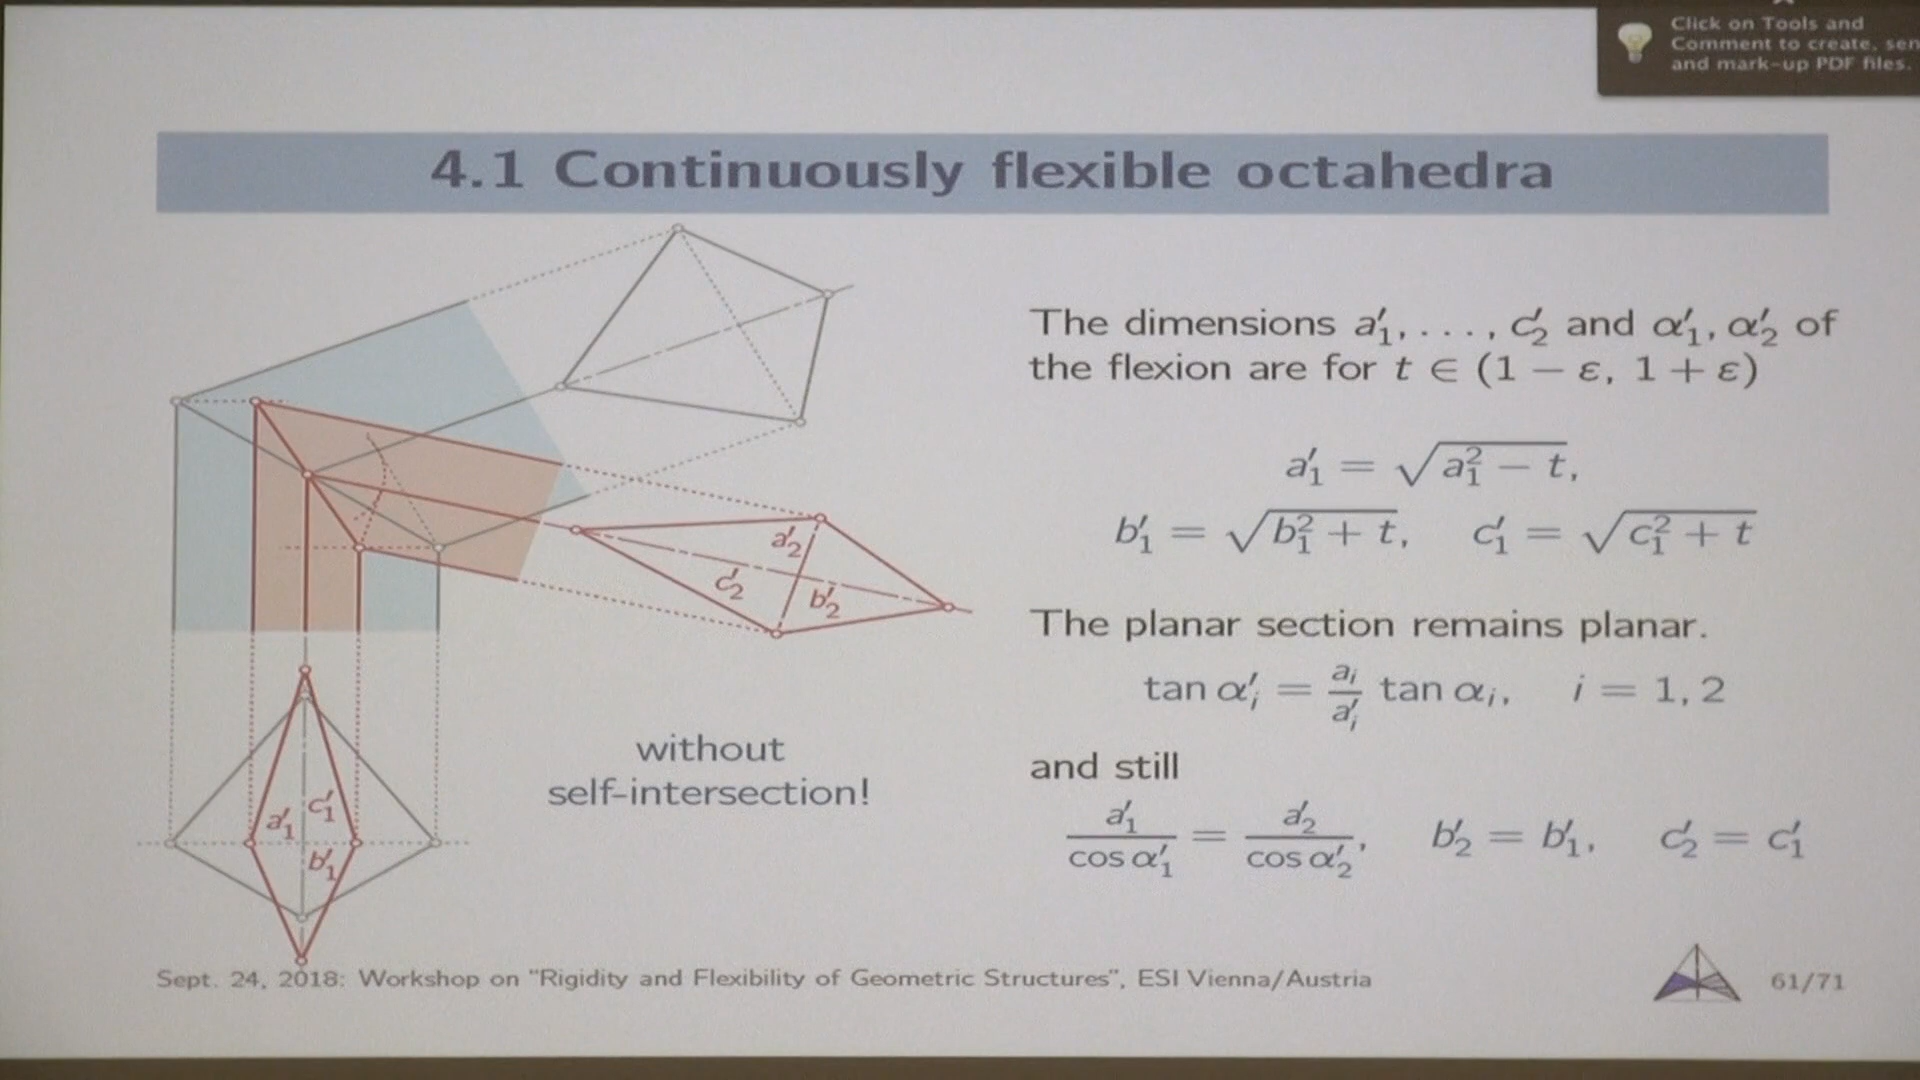 Click on Tools and
Comment to create, sen
and mark-up PDF files.
4.1 Continuously flexible octahedra
The dimensions a′₁, . . . , c′₂ and α′₁, α′₂ of
the flexion are for t ∈ (1 − ε, 1 + ε)
a′₁ = √(a₁² − t),
b′₁ = √(b₁² + t), c′₁ = √(c₁² + t)
The planar section remains planar.
tan α′ᵢ = aᵢ/a′ᵢ tan αᵢ, i = 1, 2
and still
a′₁/cos α′₁ = a′₂/cos α′₂, b′₂ = b′₁, c′₂ = c′₁
a′₂
c′₂
b′₂
without
self-intersection!
a′₁
c′₁
b′₁
Sept. 24, 2018: Workshop on "Rigidity and Flexibility of Geometric Structures", ESI Vienna/Austria
61/71